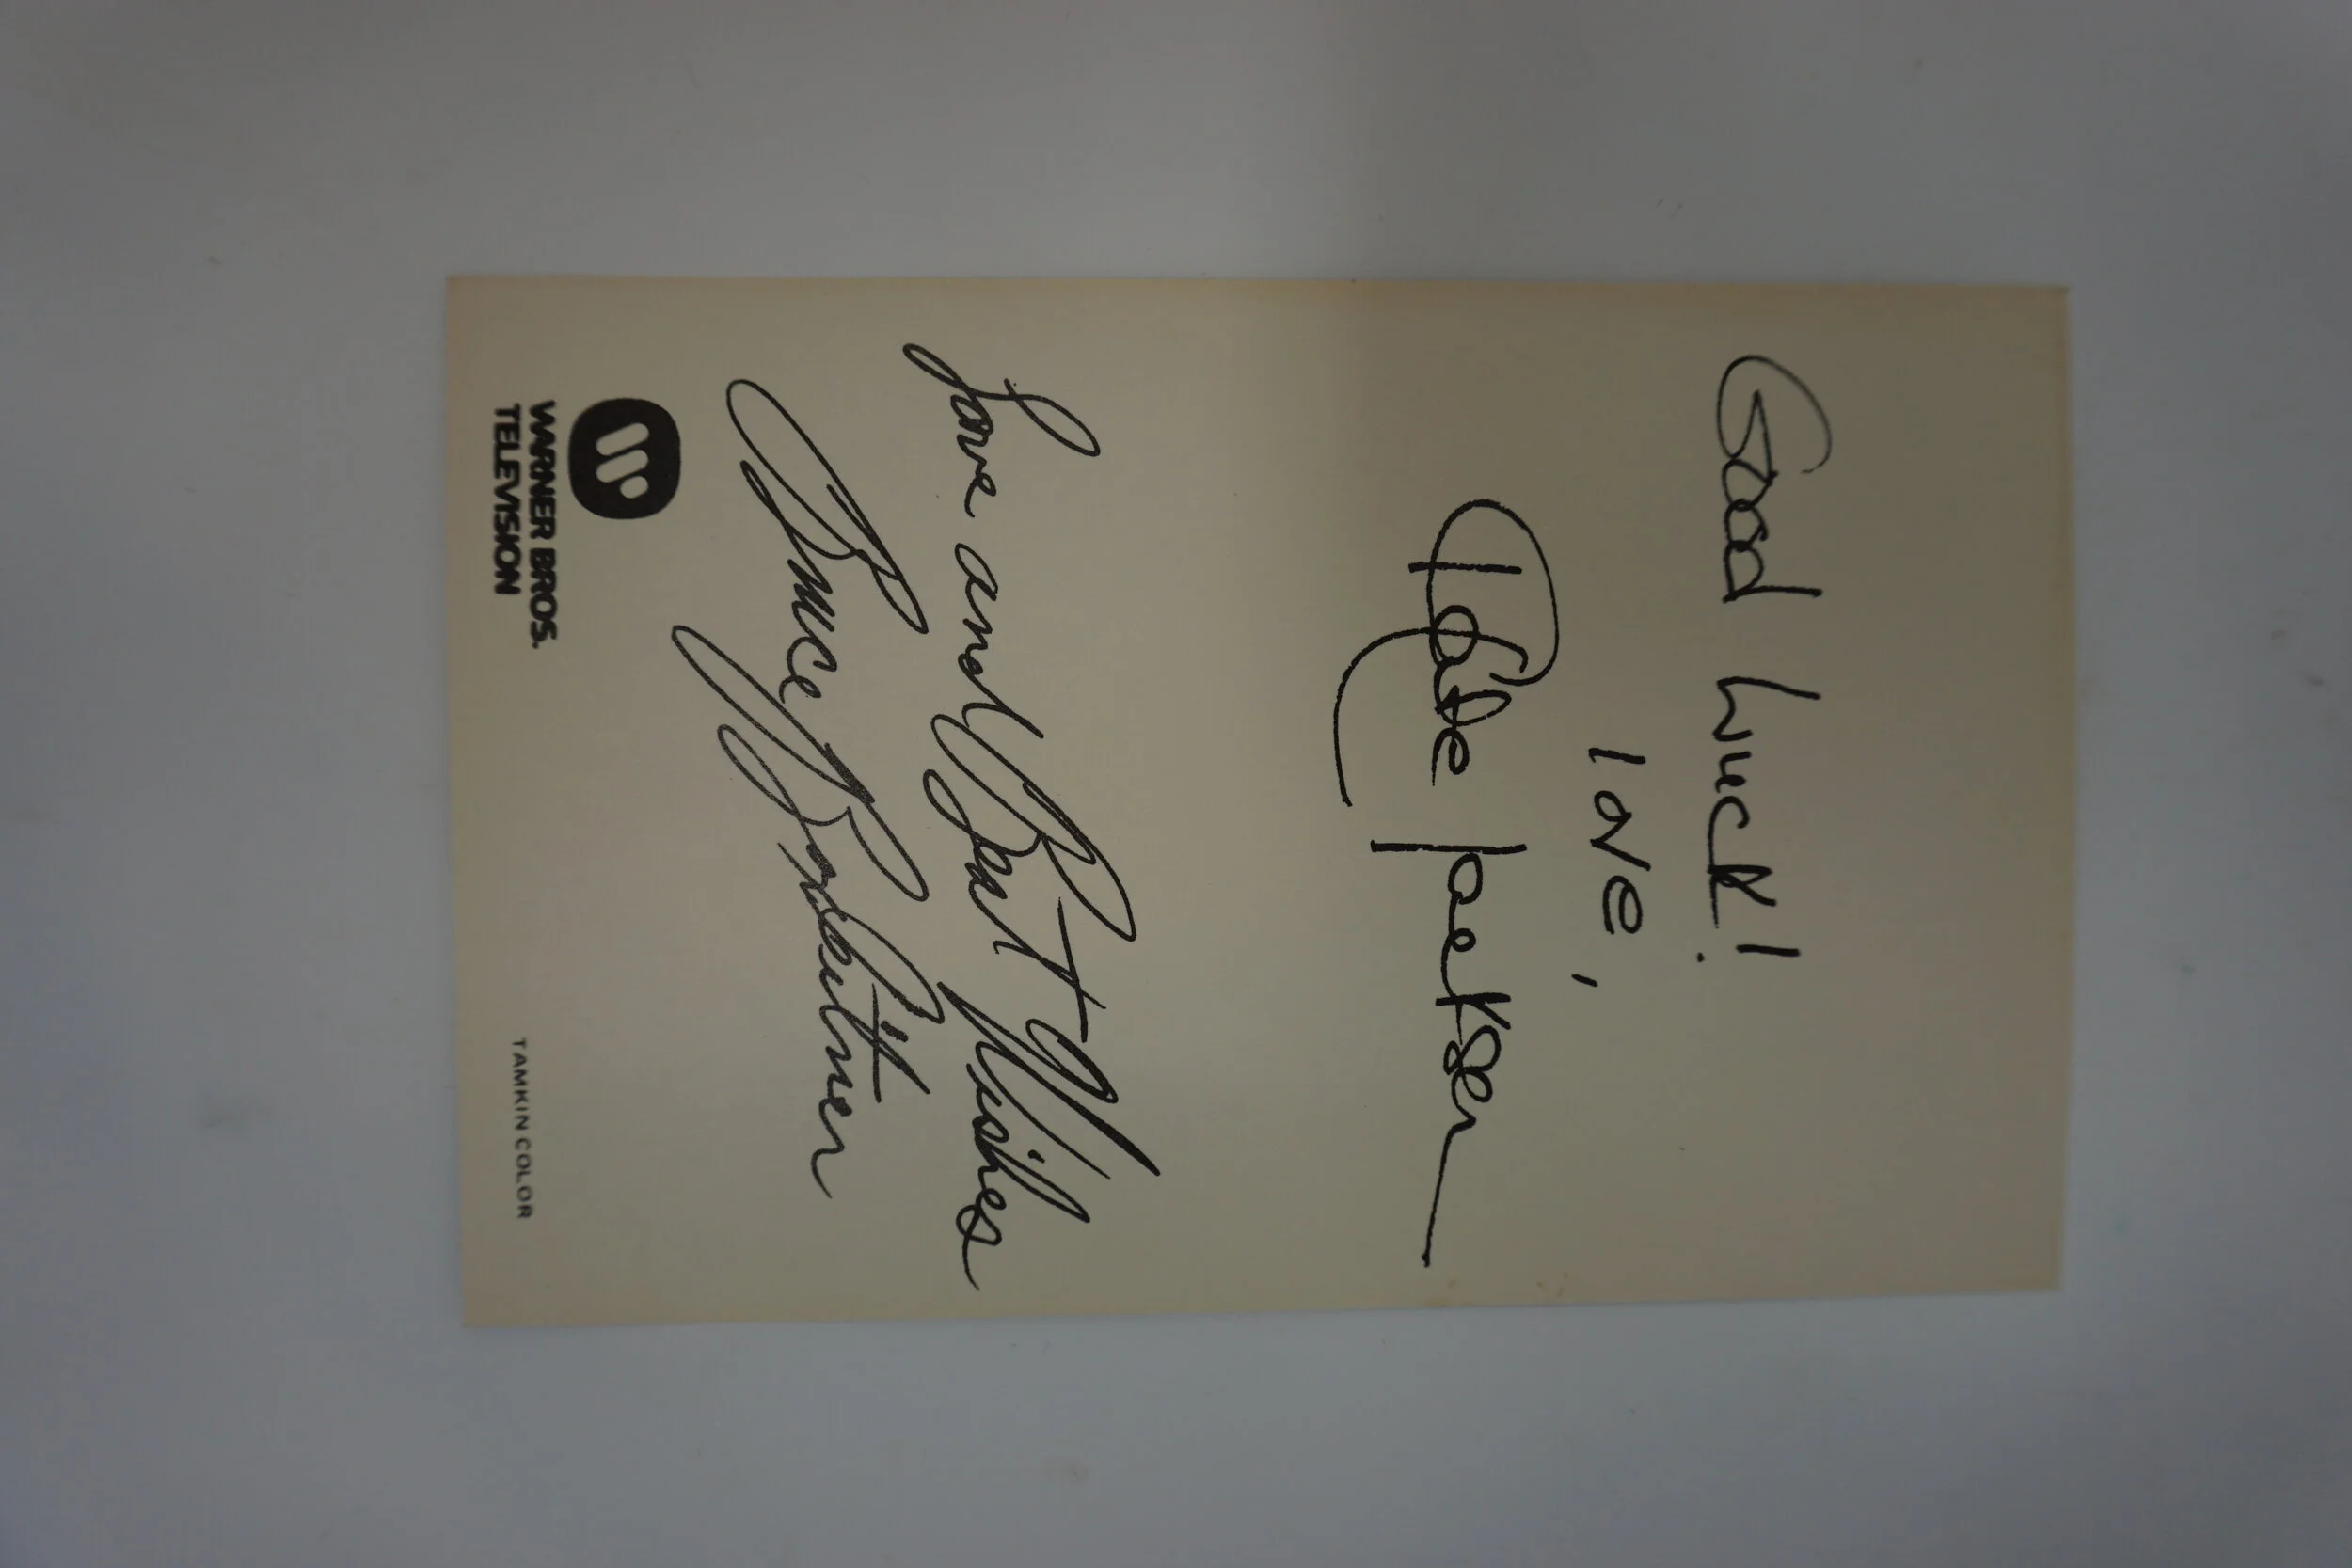 Good Luck!
Love,
Kate Jackson
Love and Best Wishes
Bruce Boxleitner
WARNER BROS.
TELEVISION
TAMKIN COLOR